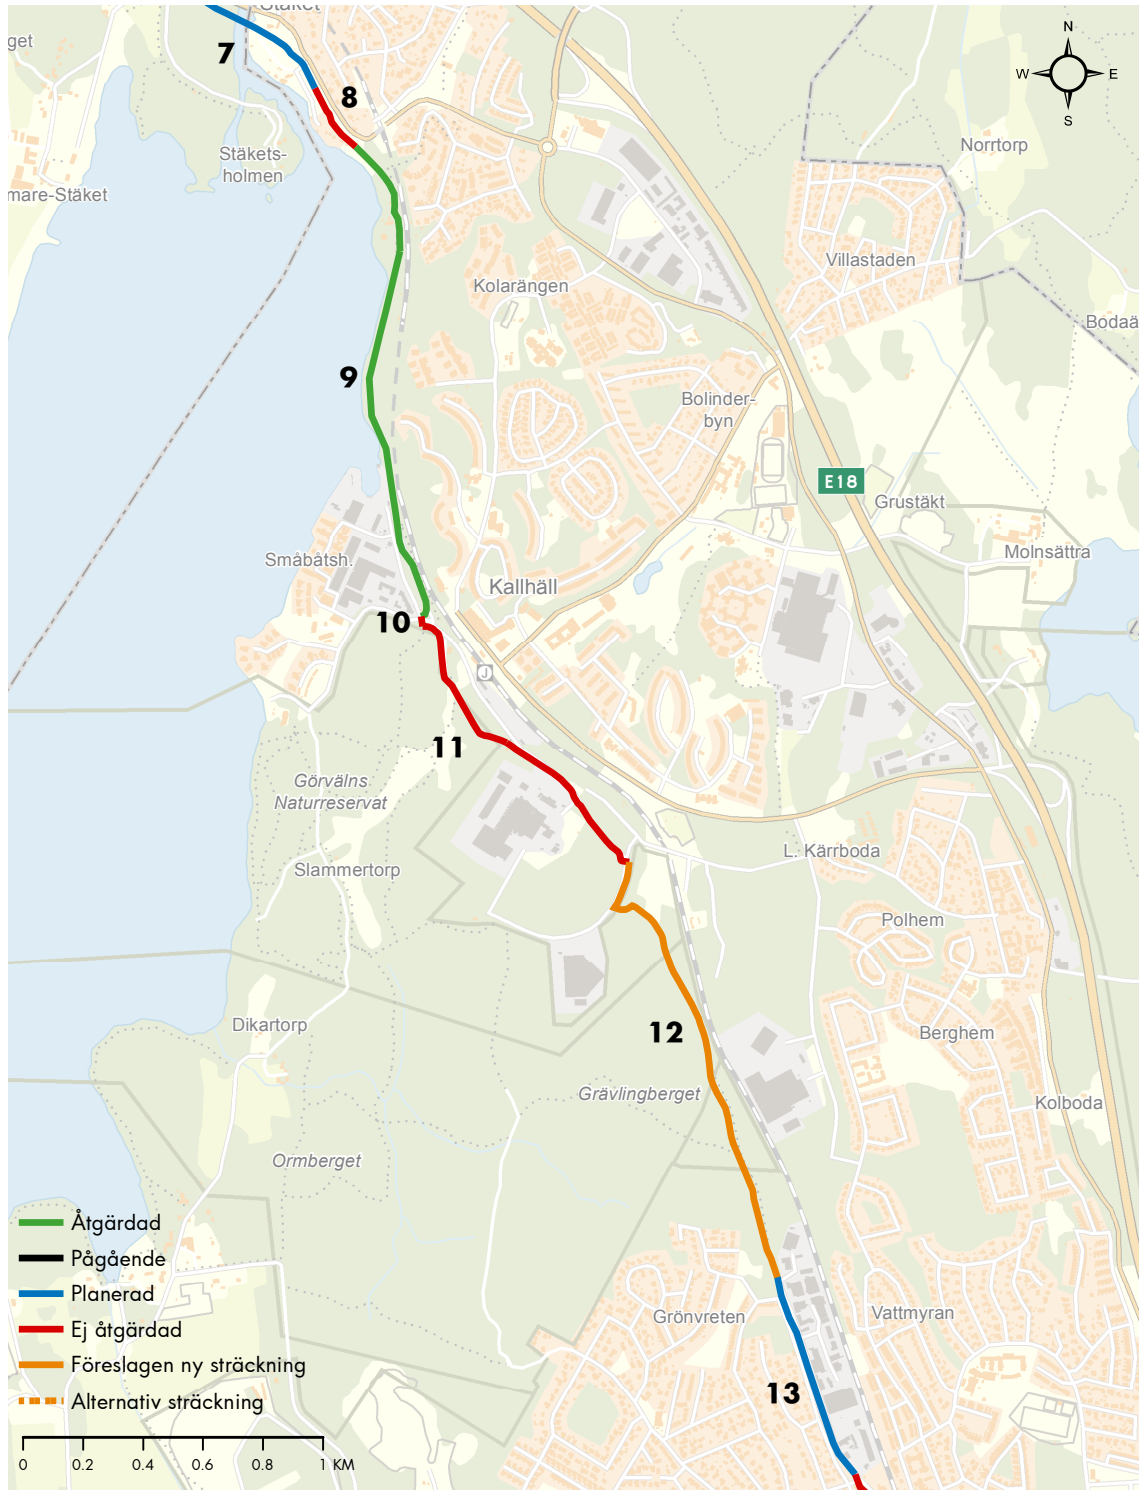 Stäket
get
7
8
N
W
E
S
Norrtorp
Stäkets-
holmen
mare-Stäket
Villastaden
Kolarängen
Bodaä
9
Bolinder-
byn
E18
Grustäkt
Molnsättra
Småbåtsh.
Kallhäll
10
J
11
Görvälns
Naturreservat
L. Kärrboda
Slammertorp
Polhem
Dikartorp
12
Berghem
Grävlingberget
Kolboda
Ormberget
Åtgärdad
Pågående
Planerad
Ej åtgärdad
Föreslagen ny sträckning
Alternativ sträckning
Grönvreten
Vattmyran
13
0 0.2 0.4 0.6 0.8 1 KM